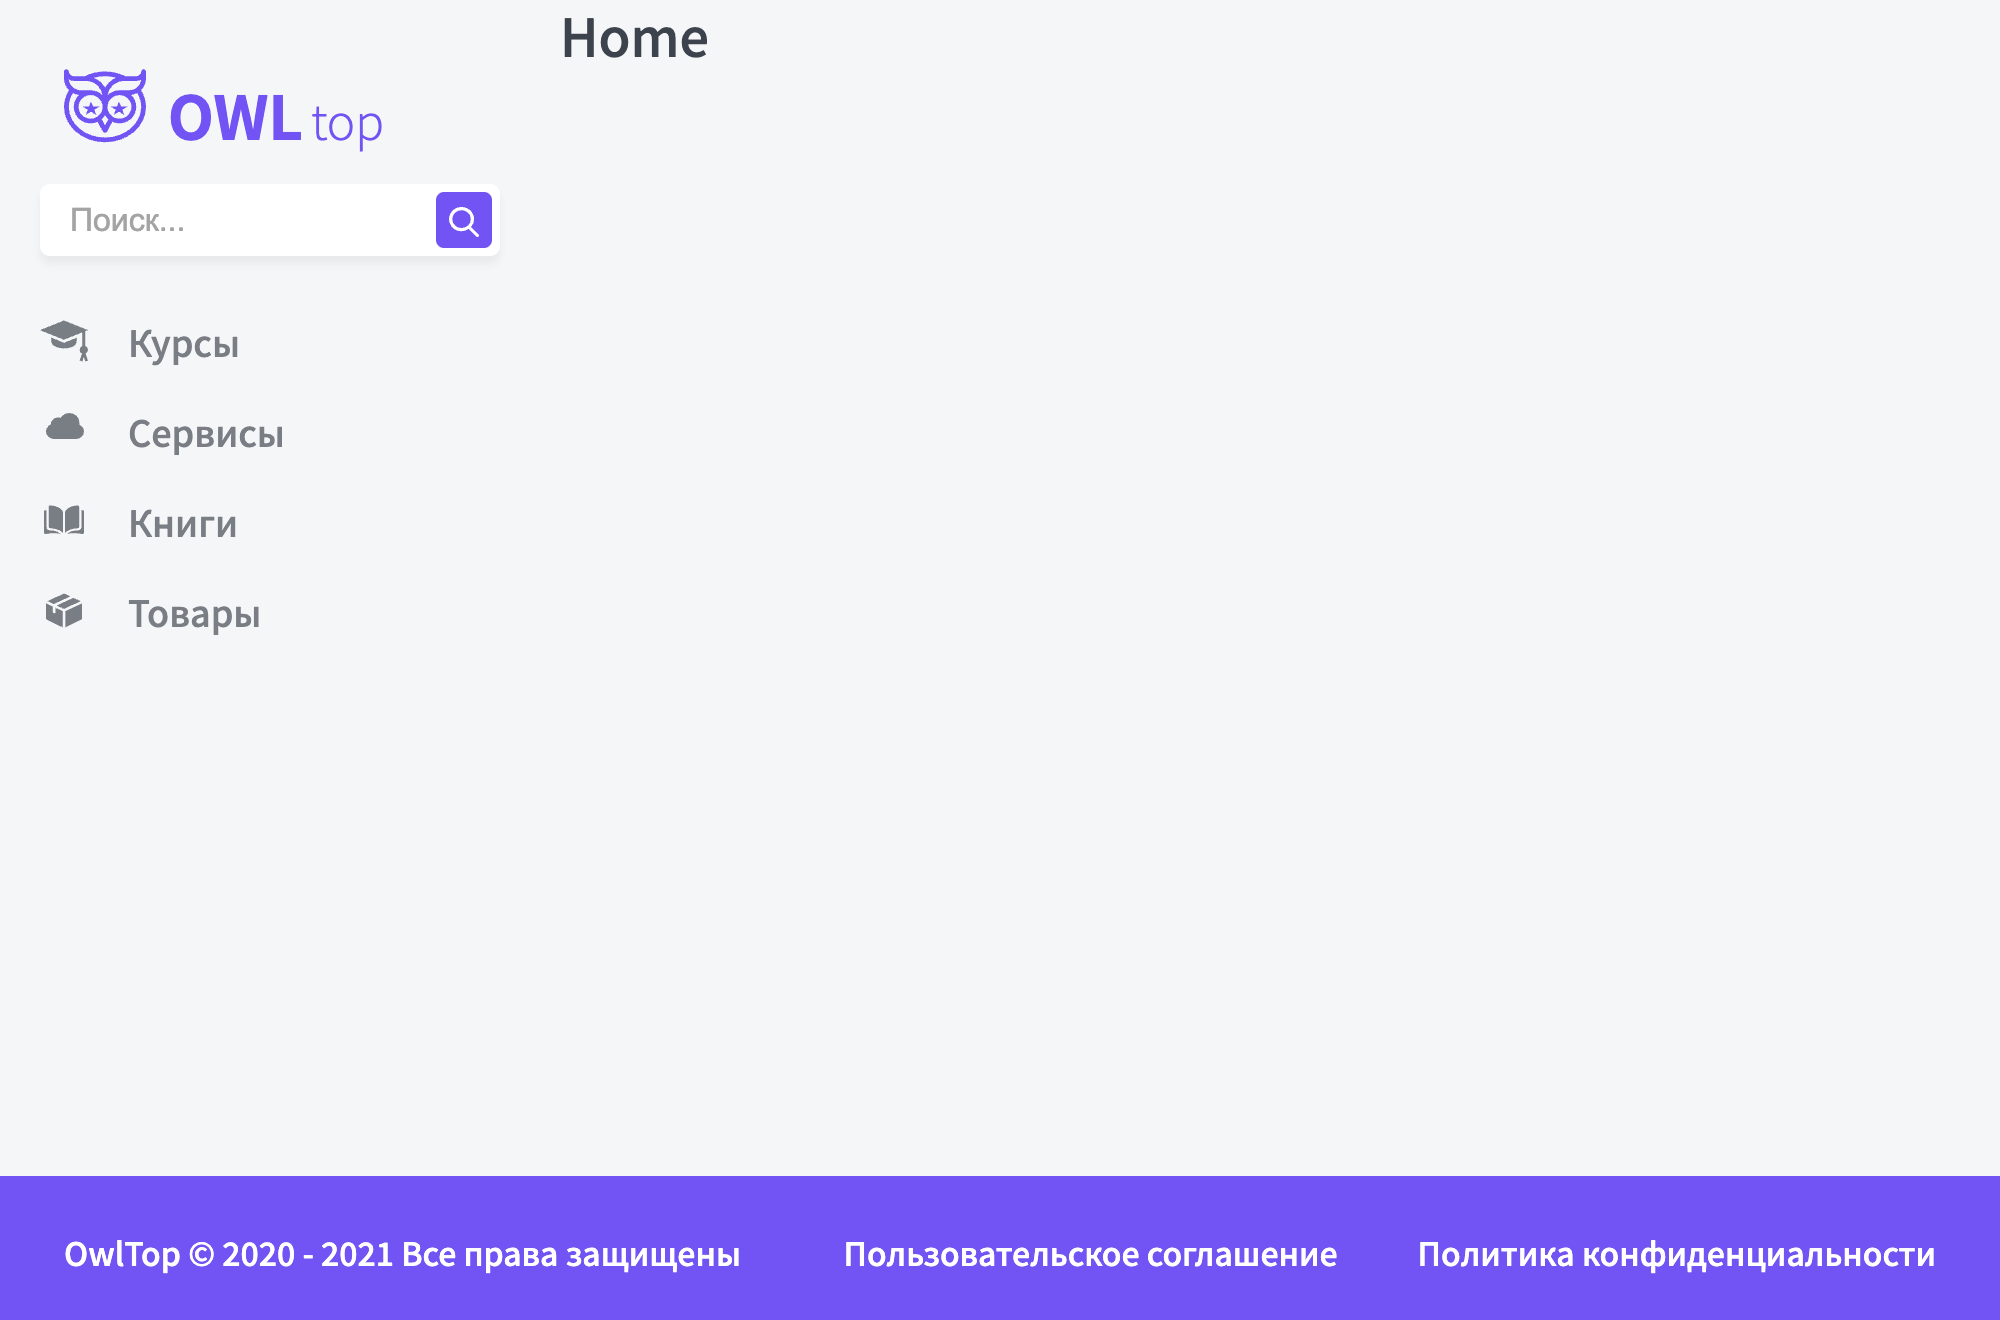 OWL top
Поиск...
Курсы
Сервисы
Книги
Товары
Home
OwlTop © 2020 - 2021 Все права защищены
Пользовательское соглашение
Политика конфиденциальности